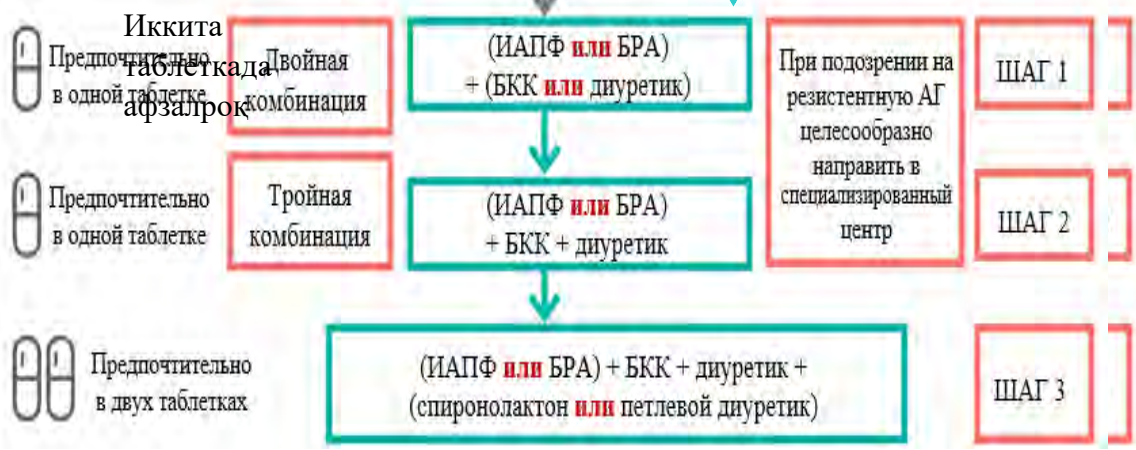 Иккита
таблеткада
афзалроқ
Предпочтительно
в одной таблетке
Двойная
комбинация
(ИАПФ или БРА)
+ (БКК или диуретик)
При подозрении на
резистентную АГ
целесообразно
направить в
специализированный
центр
ШАГ 1
Предпочтительно
в одной таблетке
Тройная
комбинация
(ИАПФ или БРА)
+ БКК + диуретик
ШАГ 2
Предпочтительно
в двух таблетках
(ИАПФ или БРА) + БКК + диуретик +
(спиронолактон или петлевой диуретик)
ШАГ 3